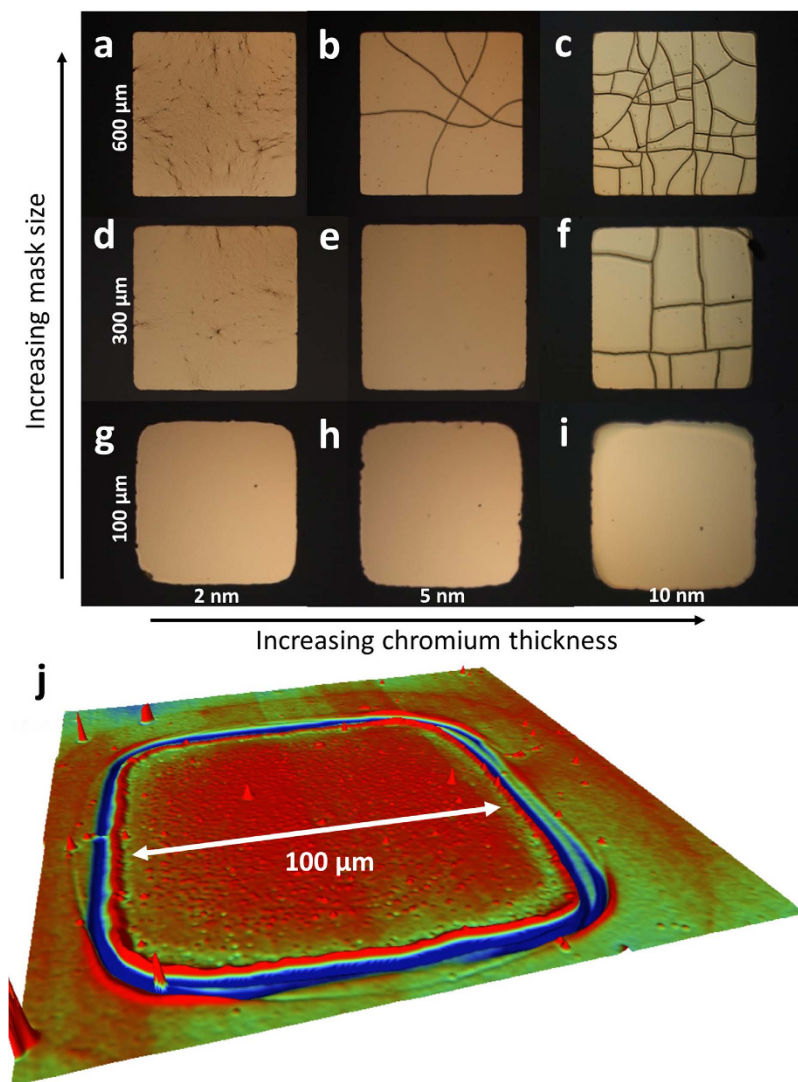 a
b
c
600 µm
d
e
f
300 µm
g
h
i
100 µm
Increasing mask size
2 nm
5 nm
10 nm
Increasing chromium thickness
j
100 µm